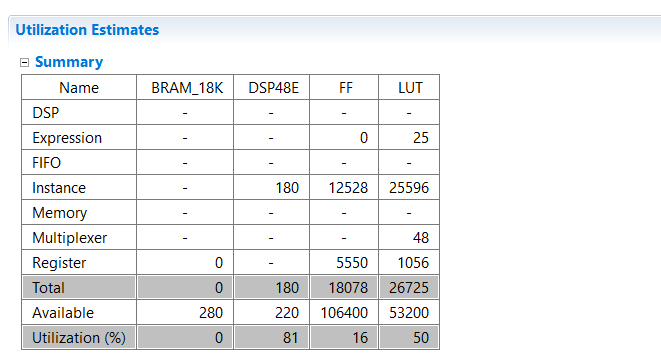 Utilization Estimates
Summary
Name BRAM_18K DSP48E FF LUT
DSP - - - -
Expression - - 0 25
FIFO - - - -
Instance - 180 12528 25596
Memory - - - -
Multiplexer - - - 48
Register 0 - 5550 1056
Total 0 180 18078 26725
Available 280 220 106400 53200
Utilization (%) 0 81 16 50